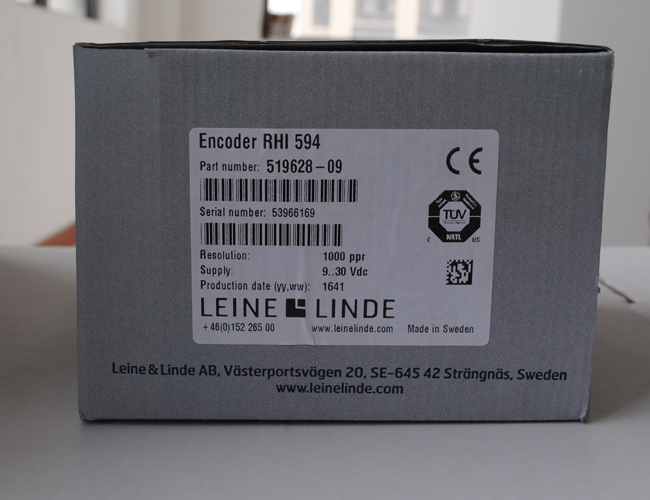 Encoder RHI 594
Part number: 519628-09
Serial number: 53966169
TUV
NRTL
C US
Resolution: 1000 ppr
Supply: 9..30 Vdc
Production date (yy,ww): 1641
LEINE LINDE
+46(0)152 265 00 www.leinelinde.com Made in Sweden
Leine & Linde AB, Västerportsvägen 20, SE-645 42 Strängnäs, Sweden
www.leinelinde.com